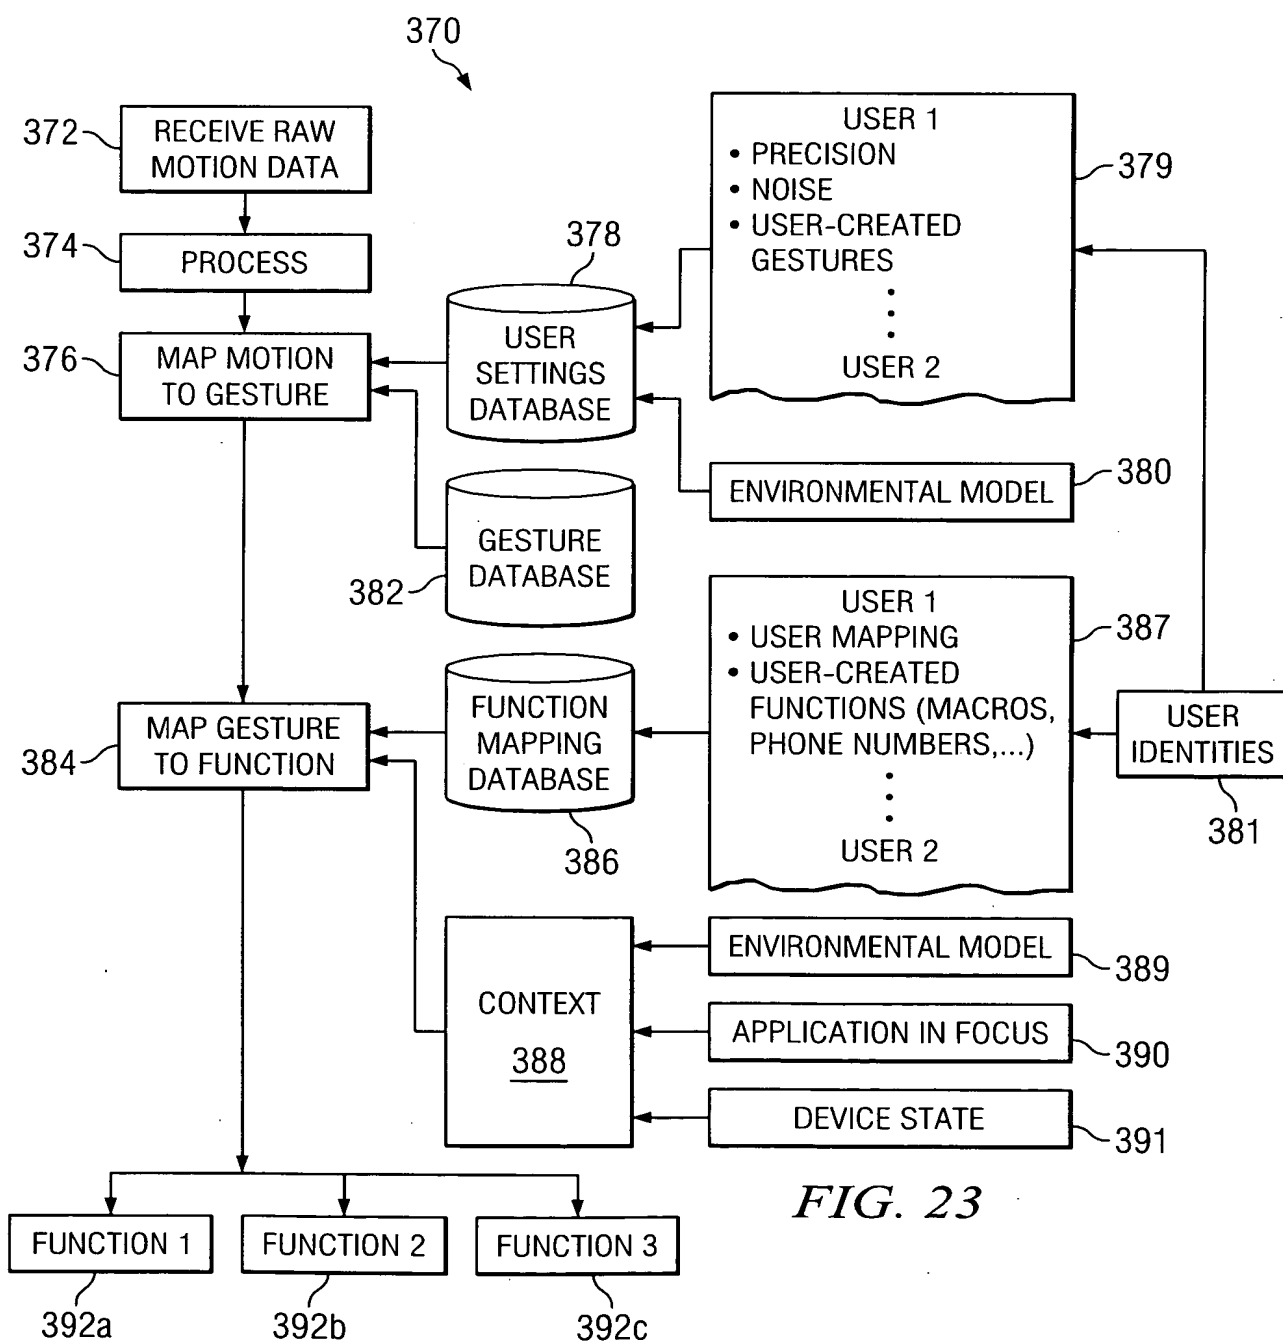 370
372
RECEIVE RAW
MOTION DATA
374
PROCESS
376
MAP MOTION
TO GESTURE
378
USER
SETTINGS
DATABASE
USER 1
• PRECISION
• NOISE
• USER-CREATED
GESTURES
USER 2
379
ENVIRONMENTAL MODEL
380
GESTURE
DATABASE
382
384
MAP GESTURE
TO FUNCTION
FUNCTION
MAPPING
DATABASE
386
USER 1
• USER MAPPING
• USER-CREATED
FUNCTIONS (MACROS,
PHONE NUMBERS,...)
USER 2
387
USER
IDENTITIES
381
CONTEXT
388
ENVIRONMENTAL MODEL
389
APPLICATION IN FOCUS
390
DEVICE STATE
391
FUNCTION 1
392a
FUNCTION 2
392b
FUNCTION 3
392c
FIG. 23